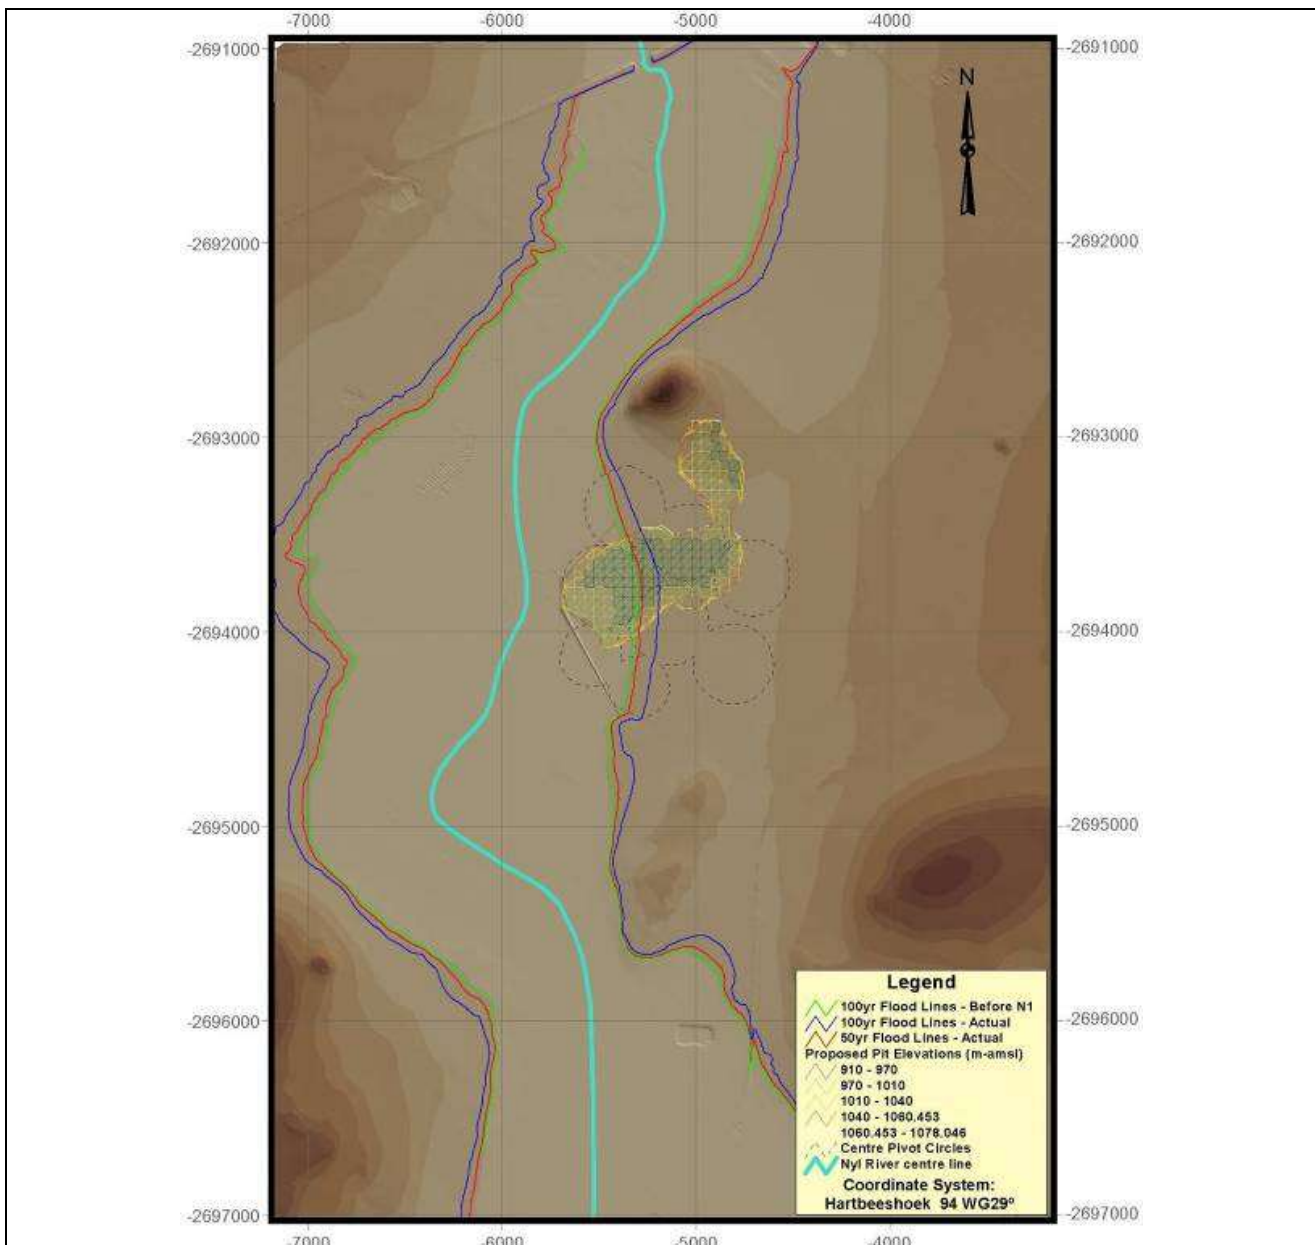 -7000 -6000 -5000 -4000
-2691000 -2691000
N
-2692000 -2692000
-2693000 -2693000
-2694000 -2694000
-2695000 -2695000
Legend
100yr Flood Lines - Before N1
100yr Flood Lines - Actual
50yr Flood Lines - Actual
Proposed Pit Elevations (m-amsl)
910 - 970
970 - 1010
1010 - 1040
1040 - 1060.453
1060.453 - 1078.046
Centre Pivot Circles
Nyl River centre line
Coordinate System:
Hartbeeshoek 94 WG29º
-2696000 -2696000
-2697000 -2697000
-7000 -6000 -5000 -4000